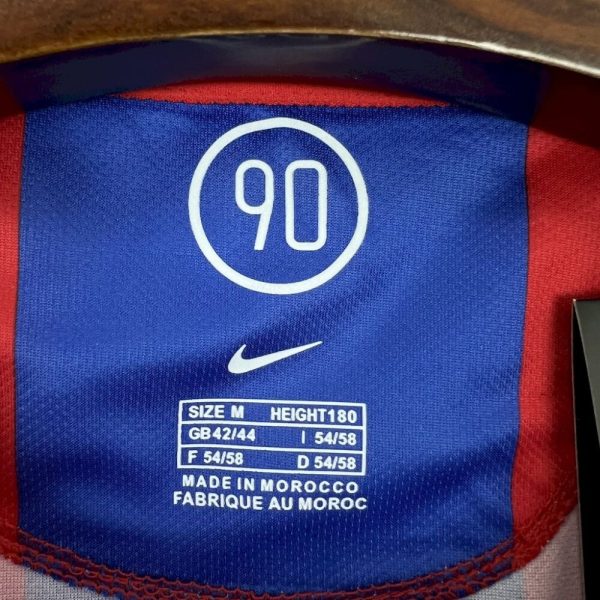 90
SIZE M HEIGHT180
GB42/44 I 54/58
F 54/58 D 54/58
MADE IN MOROCCO
FABRIQUE AU MOROC